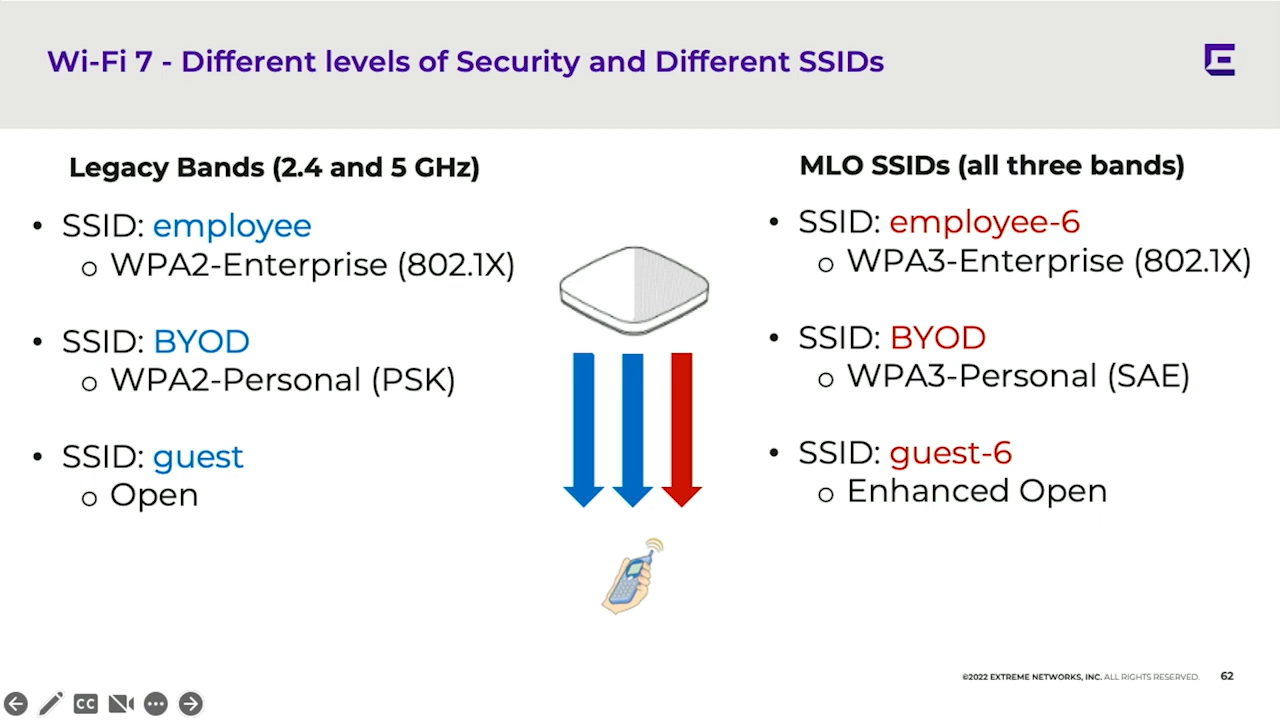 Wi-Fi 7 - Different levels of Security and Different SSIDs
Legacy Bands (2.4 and 5 GHz)
• SSID: employee
o WPA2-Enterprise (802.1X)
• SSID: BYOD
o WPA2-Personal (PSK)
• SSID: guest
o Open
MLO SSIDs (all three bands)
• SSID: employee-6
o WPA3-Enterprise (802.1X)
• SSID: BYOD
o WPA3-Personal (SAE)
• SSID: guest-6
o Enhanced Open
©2022 EXTREME NETWORKS, INC. ALL RIGHTS RESERVED. 62
CC